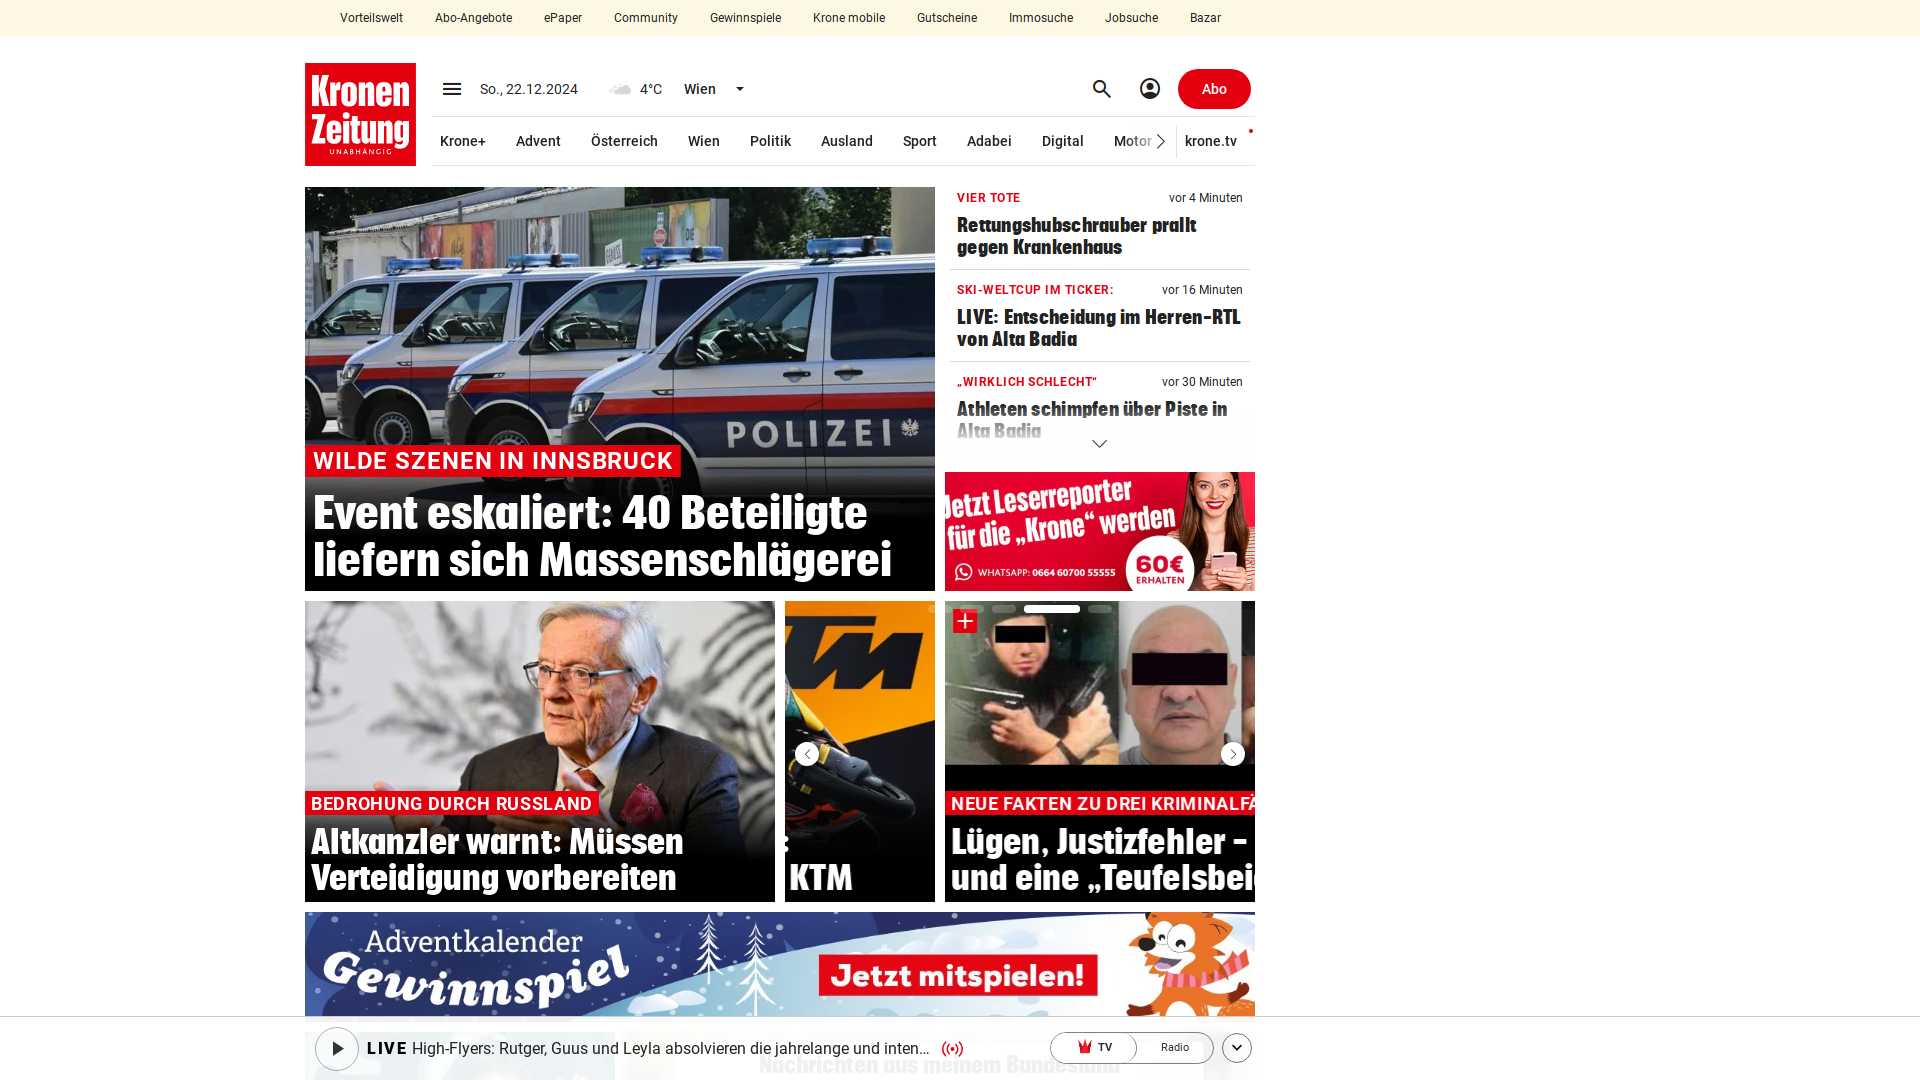 Vorteilswelt Abo-Angebote ePaper Community Gewinnspiele Krone mobile Gutscheine Immosuche Jobsuche Bazar
Kronen
Zeitung
UNABHÄNGIG
So., 22.12.2024 4°C Wien Abo
Krone+ Advent Österreich Wien Politik Ausland Sport Adabei Digital Motor krone.tv
POLIZEI
WILDE SZENEN IN INNSBRUCK
Event eskaliert: 40 Beteiligte
liefern sich Massenschlägerei
VIER TOTE vor 4 Minuten
Rettungshubschrauber prallt
gegen Krankenhaus
SKI-WELTCUP IM TICKER: vor 16 Minuten
LIVE: Entscheidung im Herren-RTL
von Alta Badia
„WIRKLICH SCHLECHT“ vor 30 Minuten
Athleten schimpfen über Piste in
Alta Badia
Jetzt Leserreporter
für die „Krone“ werden
WHATSAPP: 0664 60700 55555
60€
ERHALTEN
BEDROHUNG DURCH RUSSLAND
Altkanzler warnt: Müssen
Verteidigung vorbereiten
TM
:
KTM
NEUE FAKTEN ZU DREI KRIMINALFÄ
Lügen, Justizfehler –
und eine „Teufelsbei
Adventkalender
Gewinnspiel
Jetzt mitspielen!
LIVE High-Flyers: Rutger, Guus und Leyla absolvieren die jahrelange und inten... TV Radio
Nachrichten aus meinem Bundesland